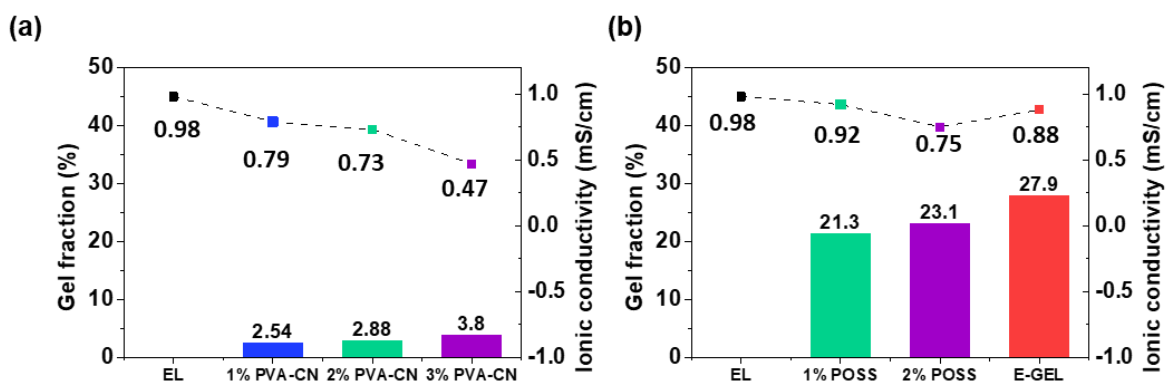 (a)
Gel fraction (%)
50
40
30
20
10
0
0.98
0.79
0.73
0.47
2.54
2.88
3.8
EL
1% PVA-CN
2% PVA-CN
3% PVA-CN
1.0
0.5
0.0
-0.5
-1.0
Ionic conductivity (mS/cm)
(b)
Gel fraction (%)
50
40
30
20
10
0
0.98
0.92
0.75
0.88
21.3
23.1
27.9
EL
1% POSS
2% POSS
E-GEL
1.0
0.5
0.0
-0.5
-1.0
Ionic conductivity (mS/cm)